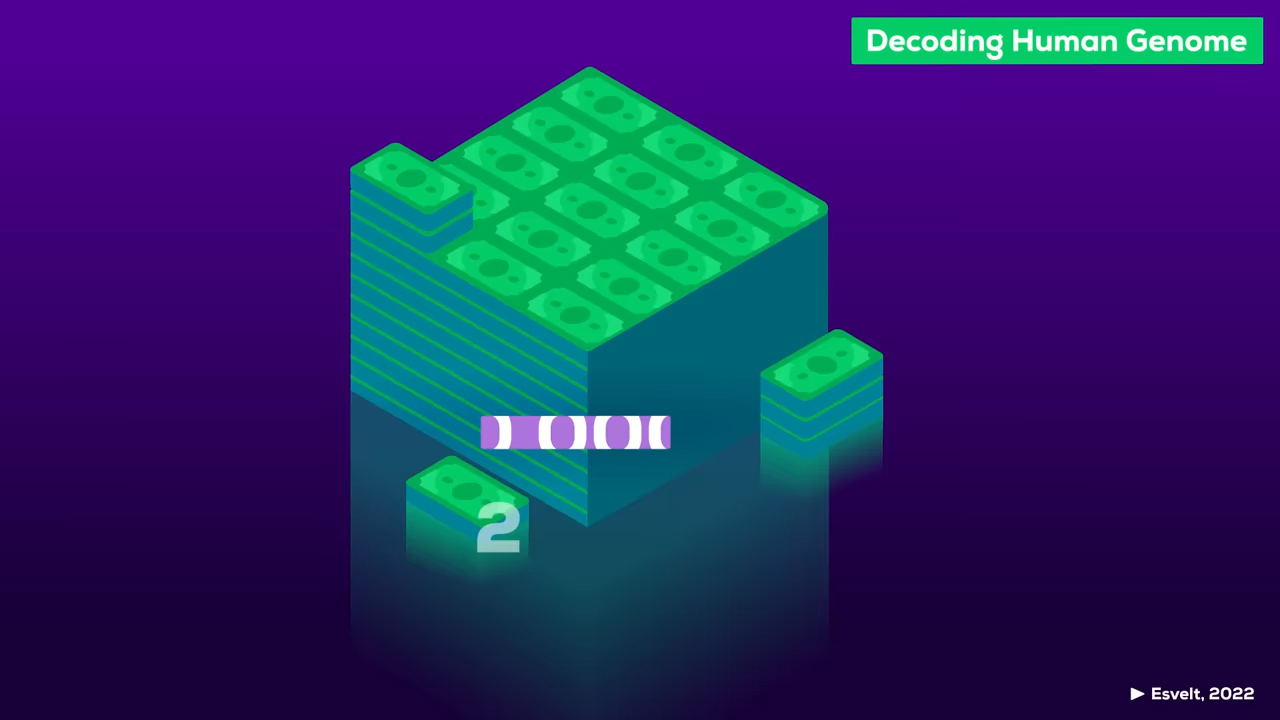 Decoding Human Genome
2
► Esvelt, 2022